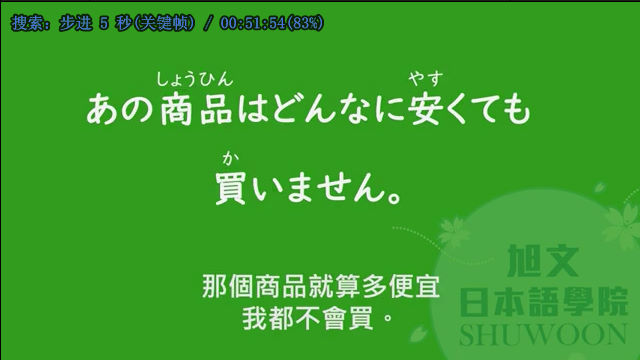 搜索: 步进 5 秒(关键帧) / 00:51:54(83%)
しょうひん やす
あの商品はどんなに安くても
か
買いません。
那個商品就算多便宜
我都不會買。
旭文
日本語學院
SHUWOON